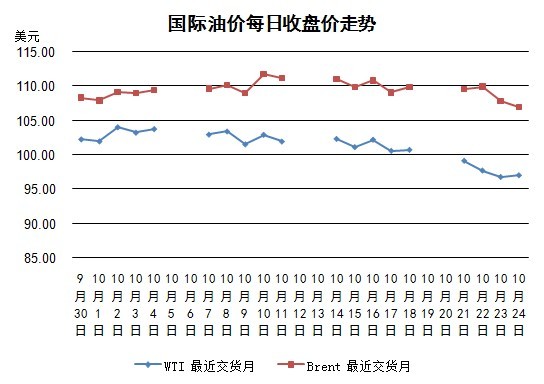 国际油价每日收盘价走势
美元
115.00
110.00
105.00
100.00
95.00
90.00
85.00
9月30日
10月1日
10月2日
10月3日
10月4日
10月5日
10月6日
10月7日
10月8日
10月9日
10月10日
10月11日
10月12日
10月13日
10月14日
10月15日
10月16日
10月17日
10月18日
10月19日
10月20日
10月21日
10月22日
10月23日
10月24日
WTI 最近交货月
Brent 最近交货月